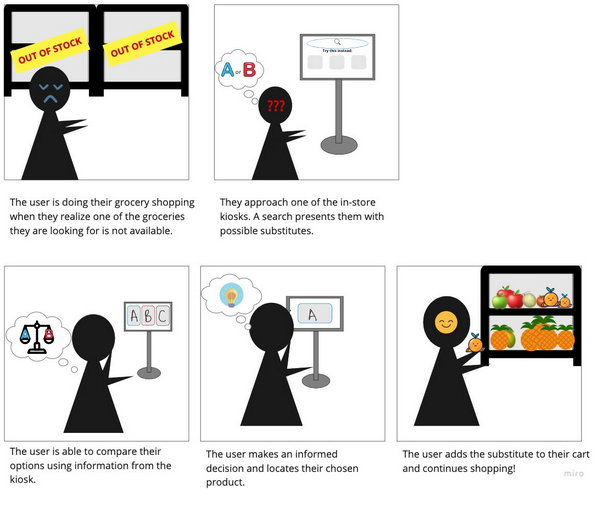 OUT OF STOCK
OUT OF STOCK
A or B
???
Try this instead:
The user is doing their grocery shopping
when they realize one of the groceries
they are looking for is not available.
They approach one of the in-store
kiosks. A search presents them with
possible substitutes.
A B
A B C
A
The user is able to compare their
options using information from the
kiosk.
The user makes an informed
decision and locates their chosen
product.
The user adds the substitute to their cart
and continues shopping!
miro